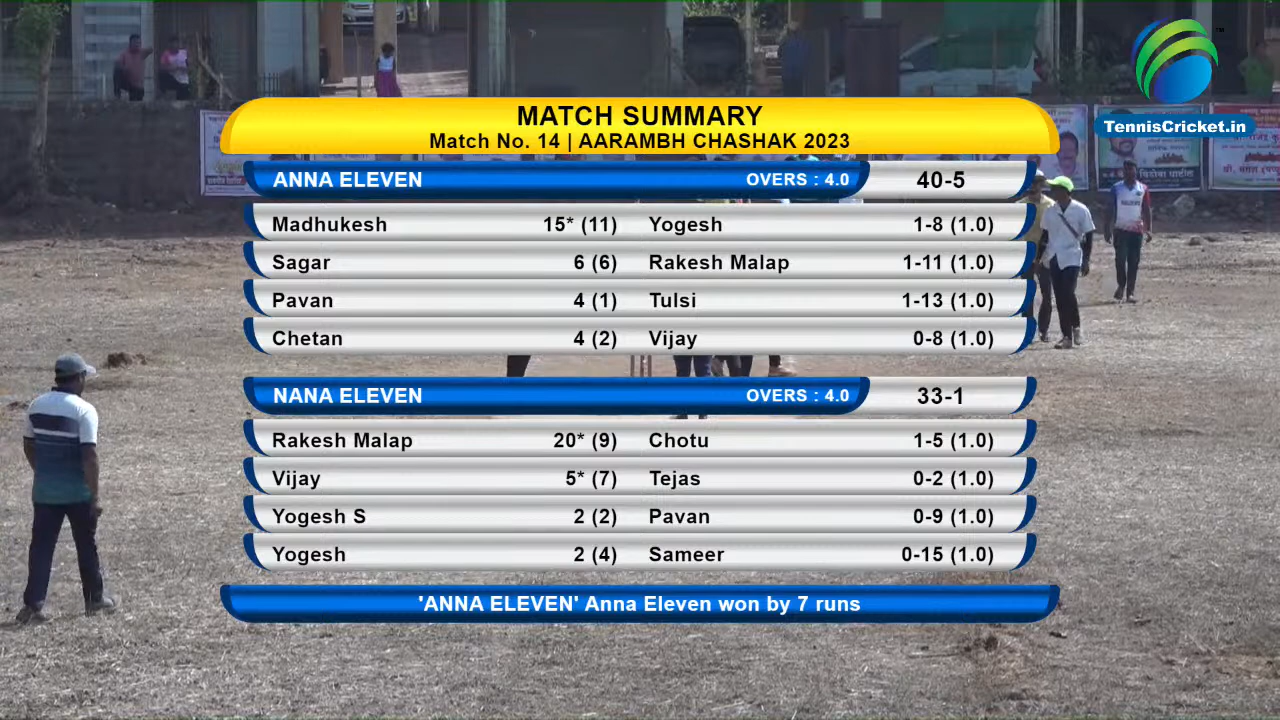 TennisCricket.in
MATCH SUMMARY
Match No. 14 | AARAMBH CHASHAK 2023
ANNA ELEVEN OVERS : 4.0 40-5
Madhukesh 15* (11) Yogesh 1-8 (1.0)
Sagar 6 (6) Rakesh Malap 1-11 (1.0)
Pavan 4 (1) Tulsi 1-13 (1.0)
Chetan 4 (2) Vijay 0-8 (1.0)
NANA ELEVEN OVERS : 4.0 33-1
Rakesh Malap 20* (9) Chotu 1-5 (1.0)
Vijay 5* (7) Tejas 0-2 (1.0)
Yogesh S 2 (2) Pavan 0-9 (1.0)
Yogesh 2 (4) Sameer 0-15 (1.0)
'ANNA ELEVEN' Anna Eleven won by 7 runs